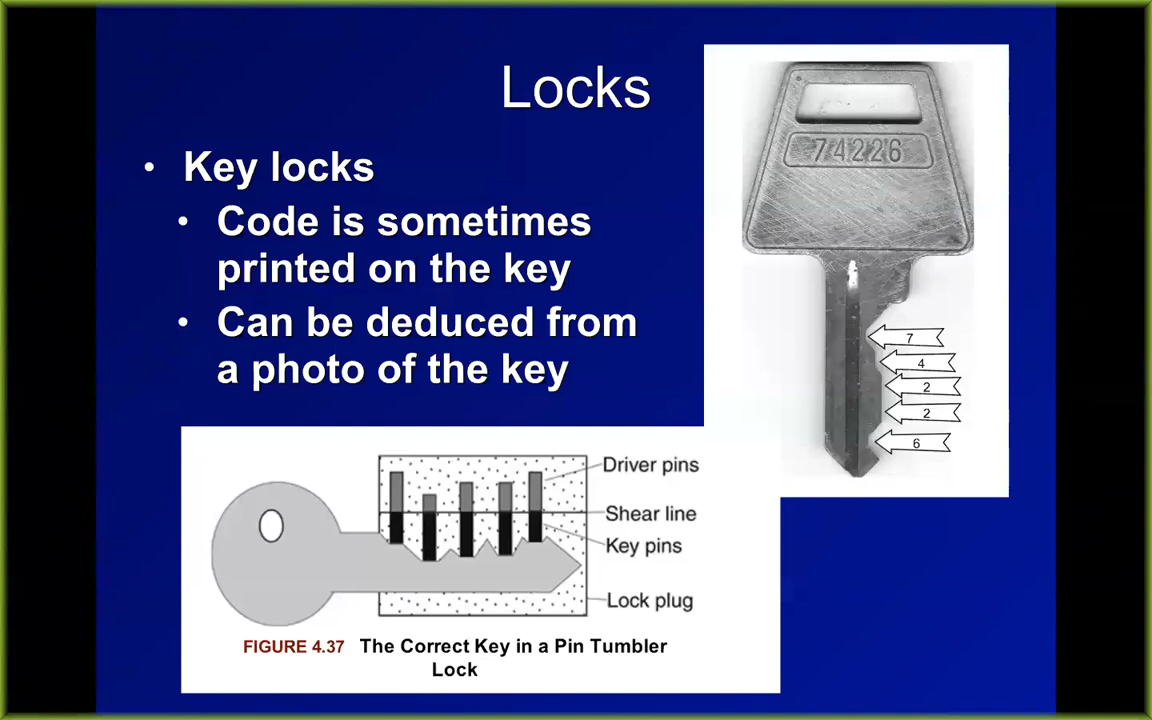 Locks
• Key locks
• Code is sometimes
printed on the key
• Can be deduced from
a photo of the key
74226
7
4
2
2
6
Driver pins
Shear line
Key pins
Lock plug
FIGURE 4.37 The Correct Key in a Pin Tumbler
Lock